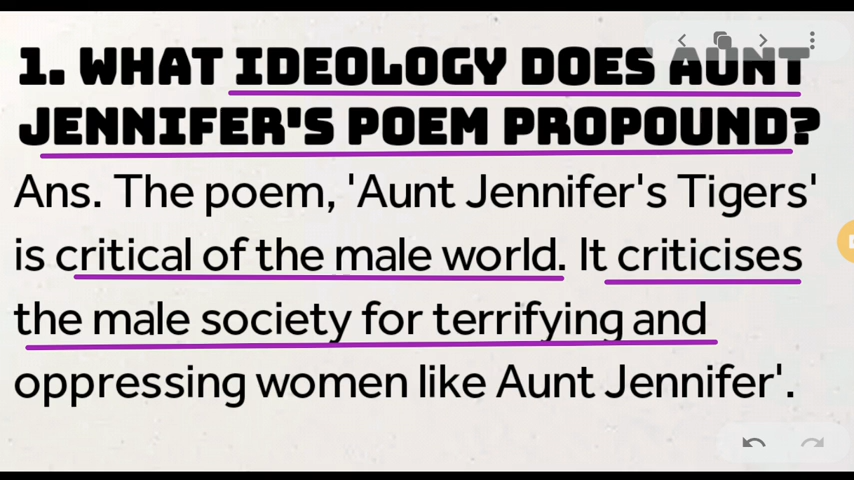 1. WHAT IDEOLOGY DOES AUNT
JENNIFER'S POEM PROPOUND?
Ans. The poem, 'Aunt Jennifer's Tigers'
is critical of the male world. It criticises
the male society for terrifying and
oppressing women like Aunt Jennifer'.